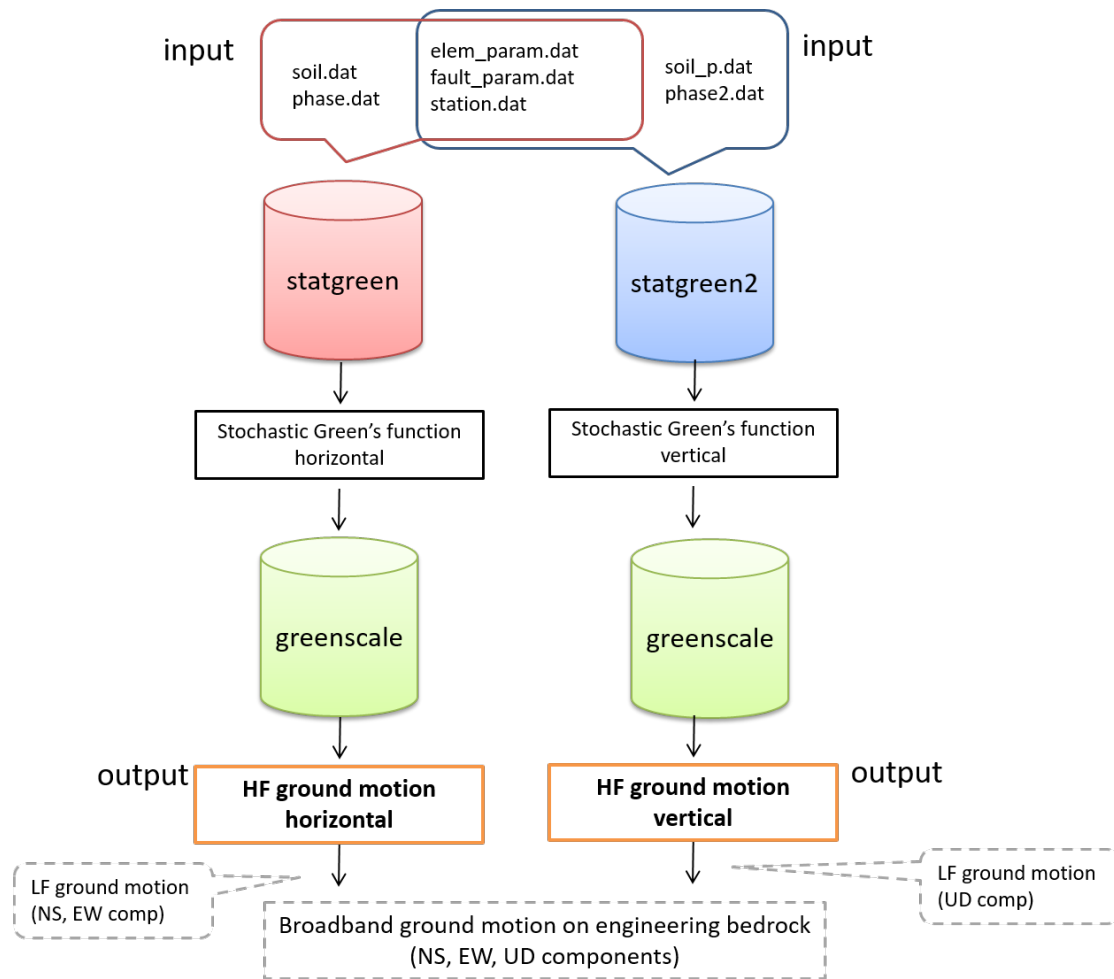 input
soil.dat
phase.dat
elem_param.dat
fault_param.dat
station.dat
soil_p.dat
phase2.dat
input
statgreen
statgreen2
Stochastic Green's function
horizontal
Stochastic Green's function
vertical
greenscale
greenscale
output
HF ground motion
horizontal
HF ground motion
vertical
output
LF ground motion
(NS, EW comp)
LF ground motion
(UD comp)
Broadband ground motion on engineering bedrock
(NS, EW, UD components)